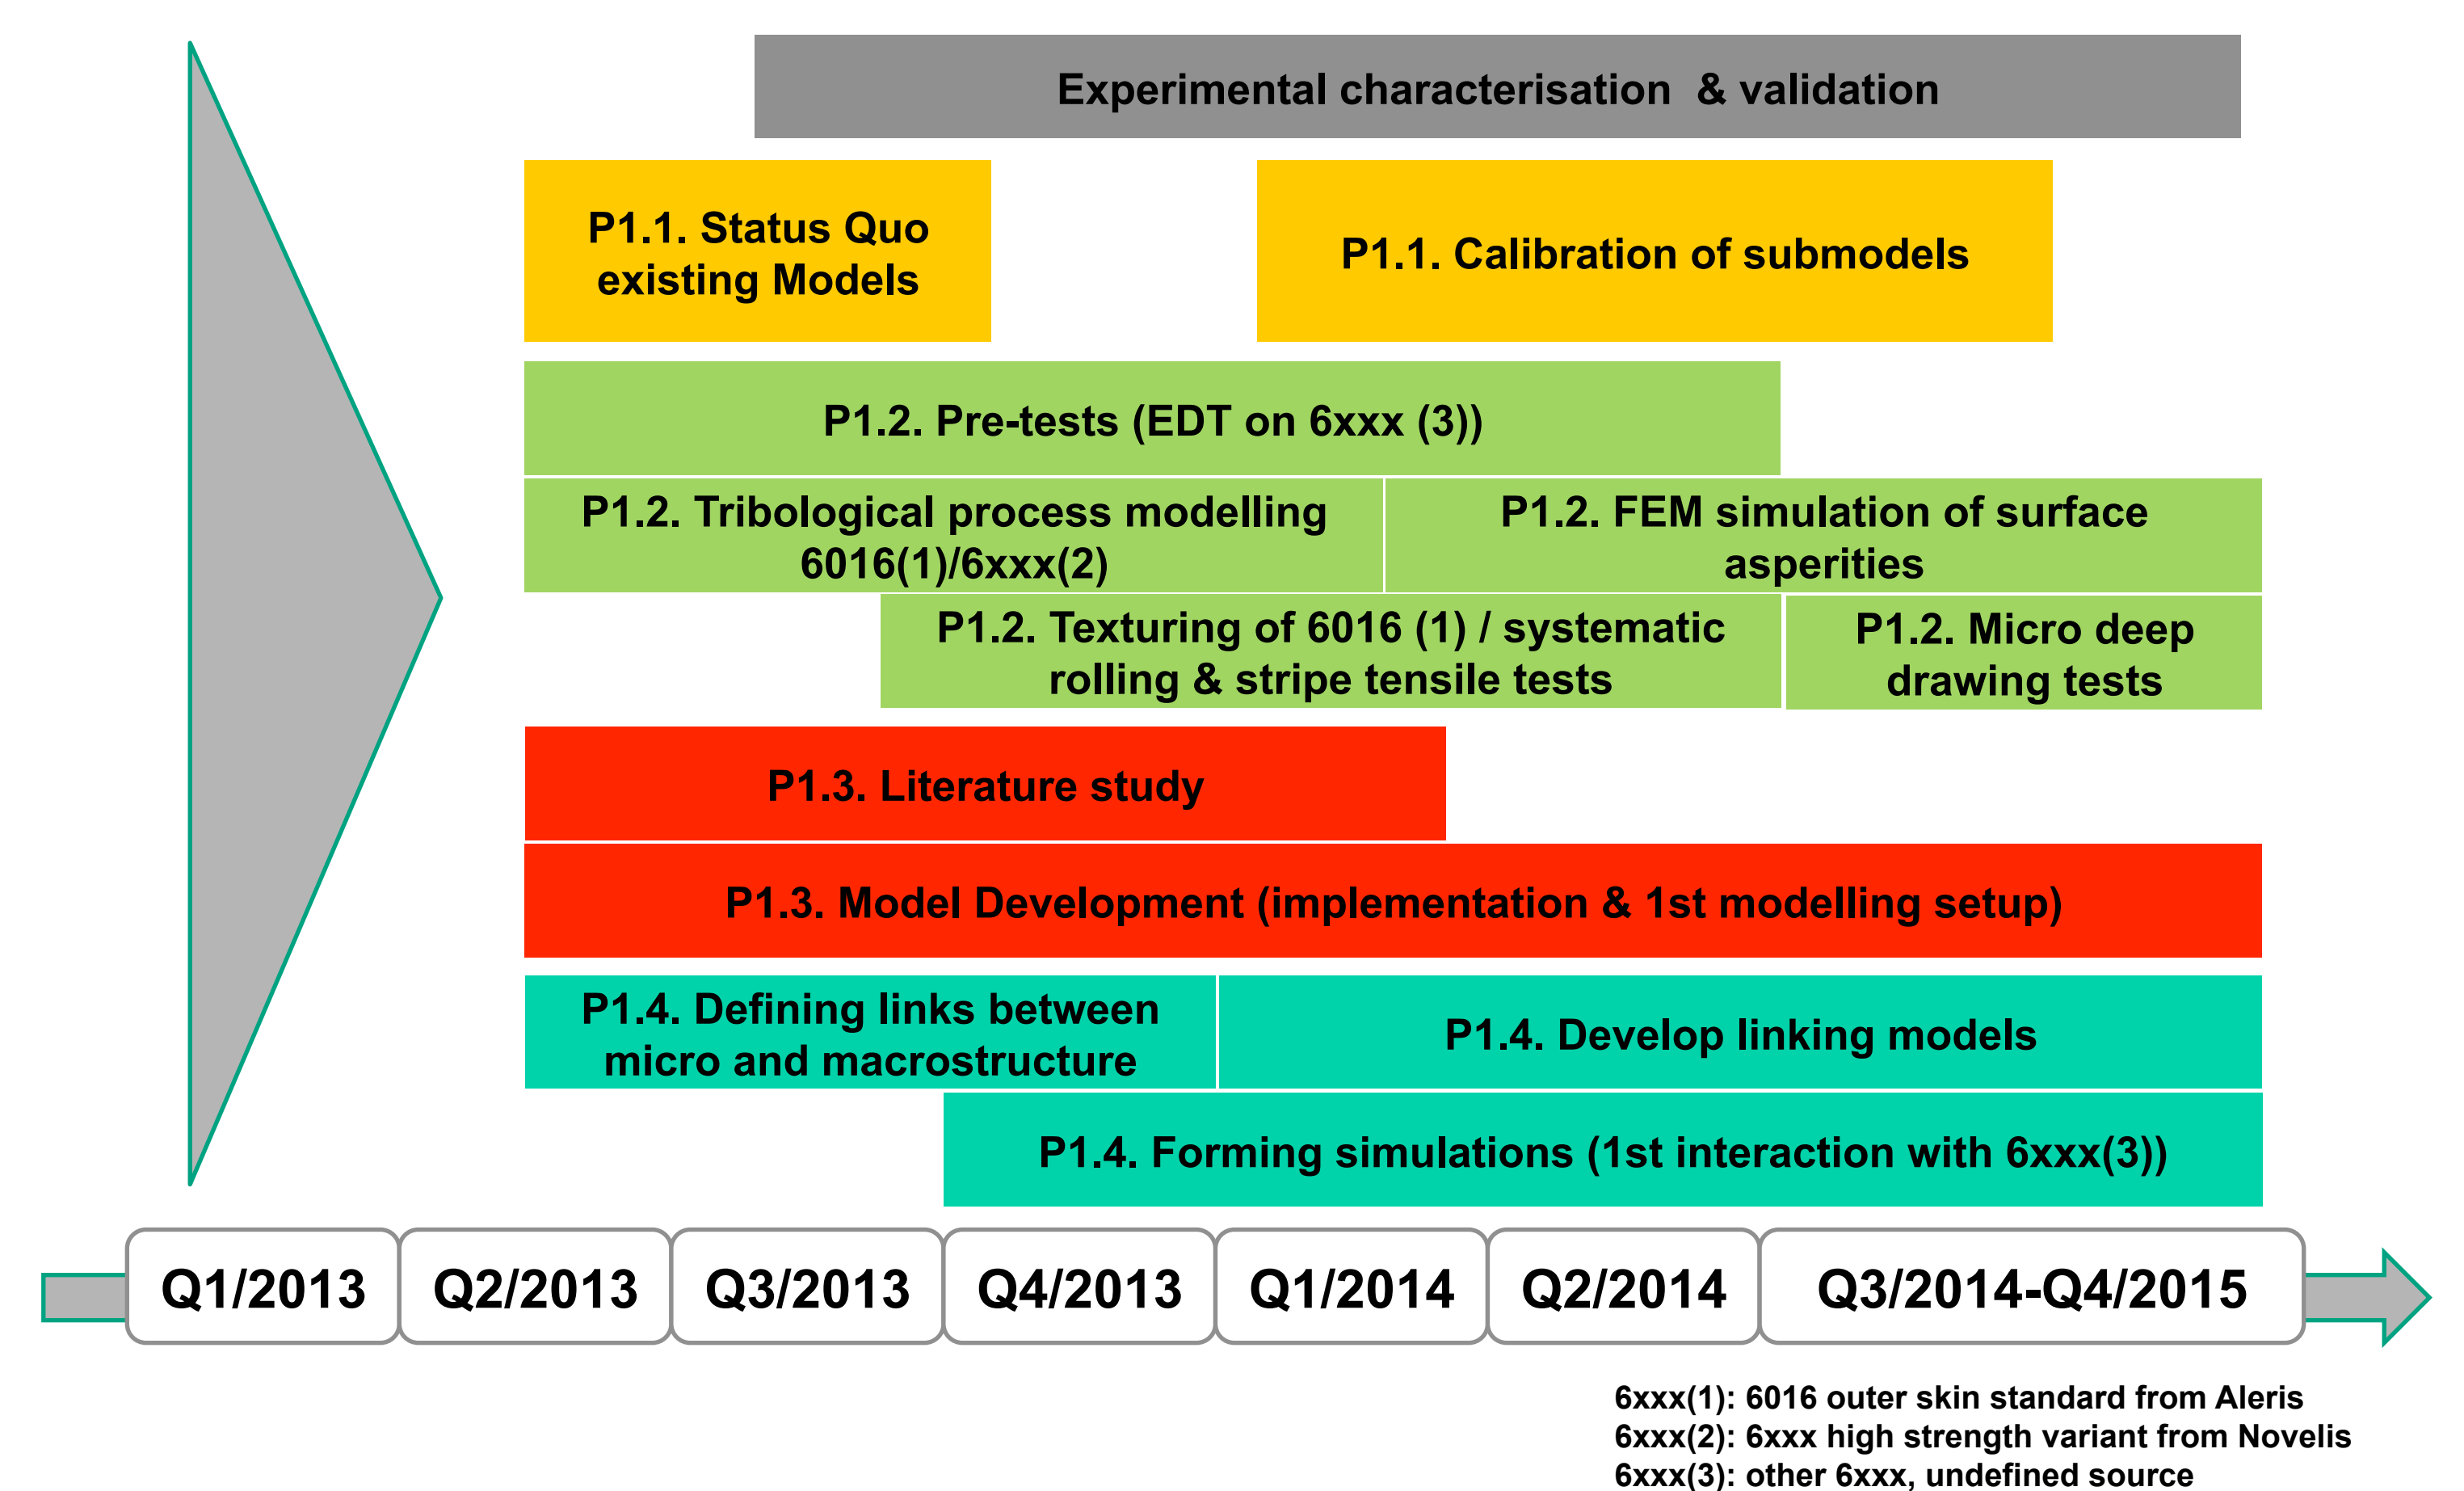 Experimental characterisation  & validation
P1.1. Status Quo
existing Models
P1.1. Calibration of submodels
P1.2. Pre-tests (EDT on 6xxx (3))
P1.2. Tribological process modelling
6016(1)/6xxx(2)
P1.2. FEM simulation of surface
asperities
P1.2. Texturing of 6016 (1) / systematic
rolling & stripe tensile tests
P1.2. Micro deep
drawing tests
P1.3. Literature study
P1.3. Model Development (implementation & 1st modelling setup)
P1.4. Defining links between
micro and macrostructure
P1.4. Develop linking models
P1.4. Forming simulations (1st interaction with 6xxx(3))
Q1/2013
Q2/2013
Q3/2013
Q4/2013
Q1/2014
Q2/2014
Q3/2014-Q4/2015
6xxx(1): 6016 outer skin standard from Aleris
6xxx(2): 6xxx high strength variant from Novelis
6xxx(3): other 6xxx, undefined source